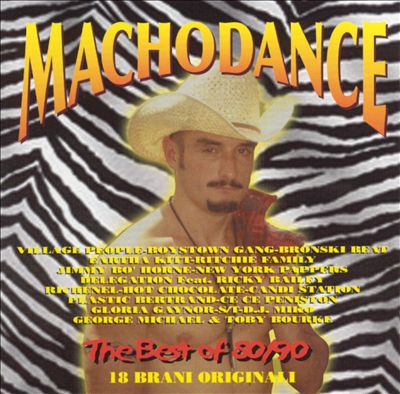 MACHODANCE
VILLAGE PEOPLE-BOYSTOWN GANG-BRONSKI BEAT
EARTHA KITT-RITCHIE FAMILY
JIMMY 'BO' HORNE-NEW YORK PAPPERS
DELEGATION Feat. RICKY BAILEY
RICHENEL-HOT CHOCOLATE-CANDI STATION
PLASTIC BERTRAND-CE CE PENISTON
GLORIA GAYNOR-S/T-D.J. MIKO
GEORGE MICHAEL & TOBY BOURKE
The Best of 80/90
18 BRANI ORIGINALI